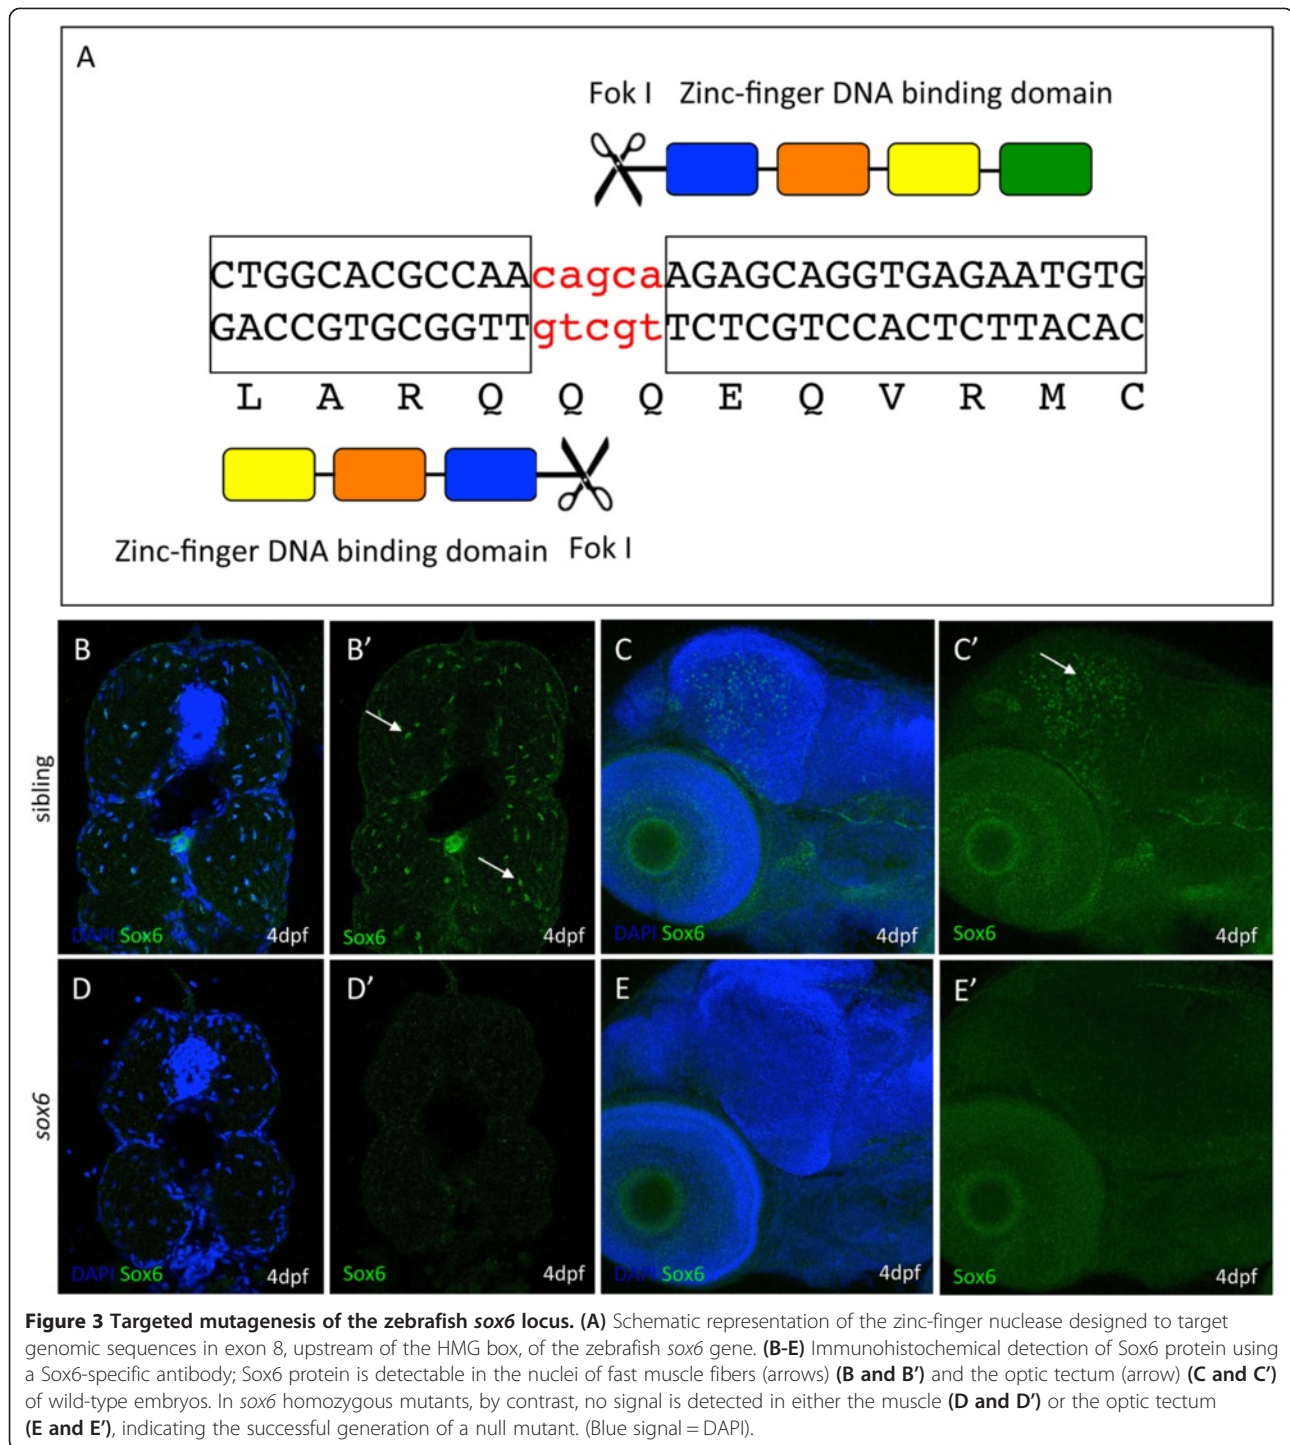 A
Fok I Zinc-finger DNA binding domain
CTGGCACGCCAAcagcaAGAGCAGGTGAGAATGTG
GACCGTGCGGTTgtcgtTCTCGTCCACTCTTACAC
L A R Q Q Q E Q V R M C
Zinc-finger DNA binding domain Fok I
sibling
B
DAPI Sox6 4dpf
B’
Sox6 4dpf
C
DAPI Sox6 4dpf
C’
Sox6 4dpf
sox6
D
DAPI Sox6 4dpf
D’
Sox6 4dpf
E
DAPI Sox6 4dpf
E’
Sox6 4dpf
Figure 3 Targeted mutagenesis of the zebrafish sox6 locus. (A) Schematic representation of the zinc-finger nuclease designed to target
genomic sequences in exon 8, upstream of the HMG box, of the zebrafish sox6 gene. (B-E) Immunohistochemical detection of Sox6 protein using
a Sox6-specific antibody; Sox6 protein is detectable in the nuclei of fast muscle fibers (arrows) (B and B’) and the optic tectum (arrow) (C and C’)
of wild-type embryos. In sox6 homozygous mutants, by contrast, no signal is detected in either the muscle (D and D’) or the optic tectum
(E and E’), indicating the successful generation of a null mutant. (Blue signal = DAPI).